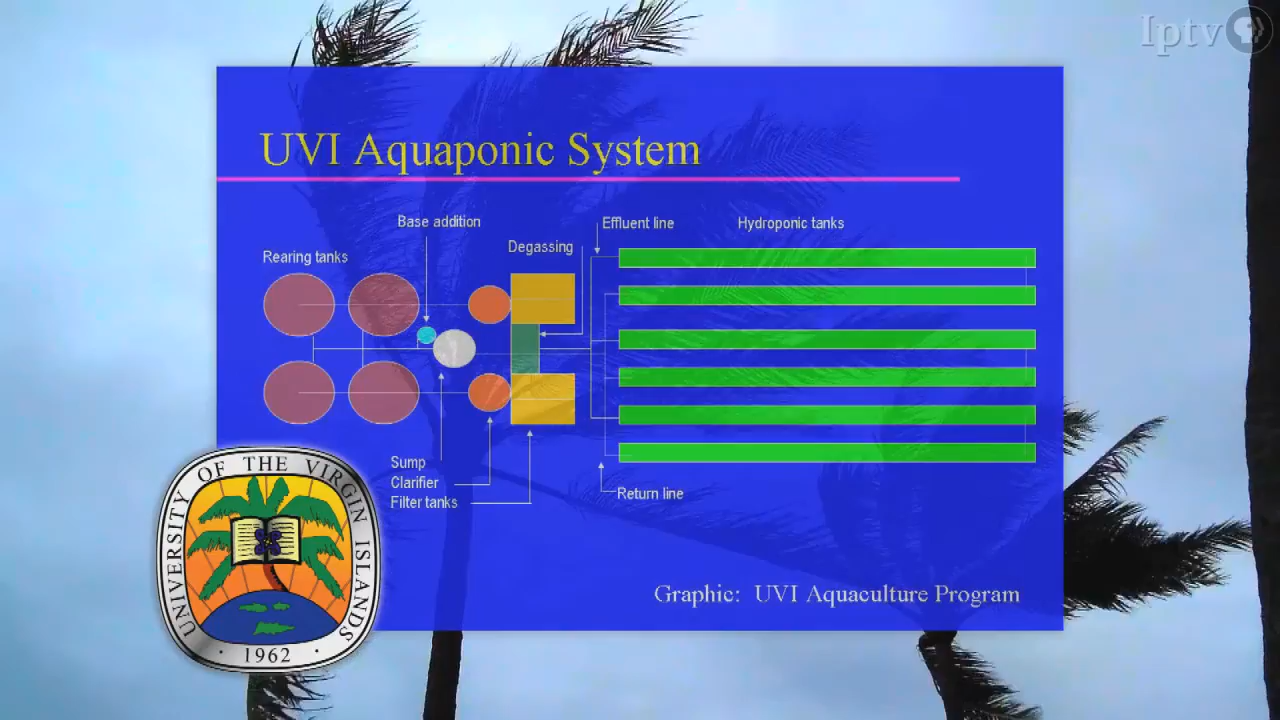 Iptv
UVI Aquaponic System
Base addition
Effluent line
Hydroponic tanks
Degassing
Rearing tanks
Sump
Clarifier
Filter tanks
Return line
Graphic: UVI Aquaculture Program
UNIVERSITY OF THE VIRGIN ISLANDS
· 1962 ·